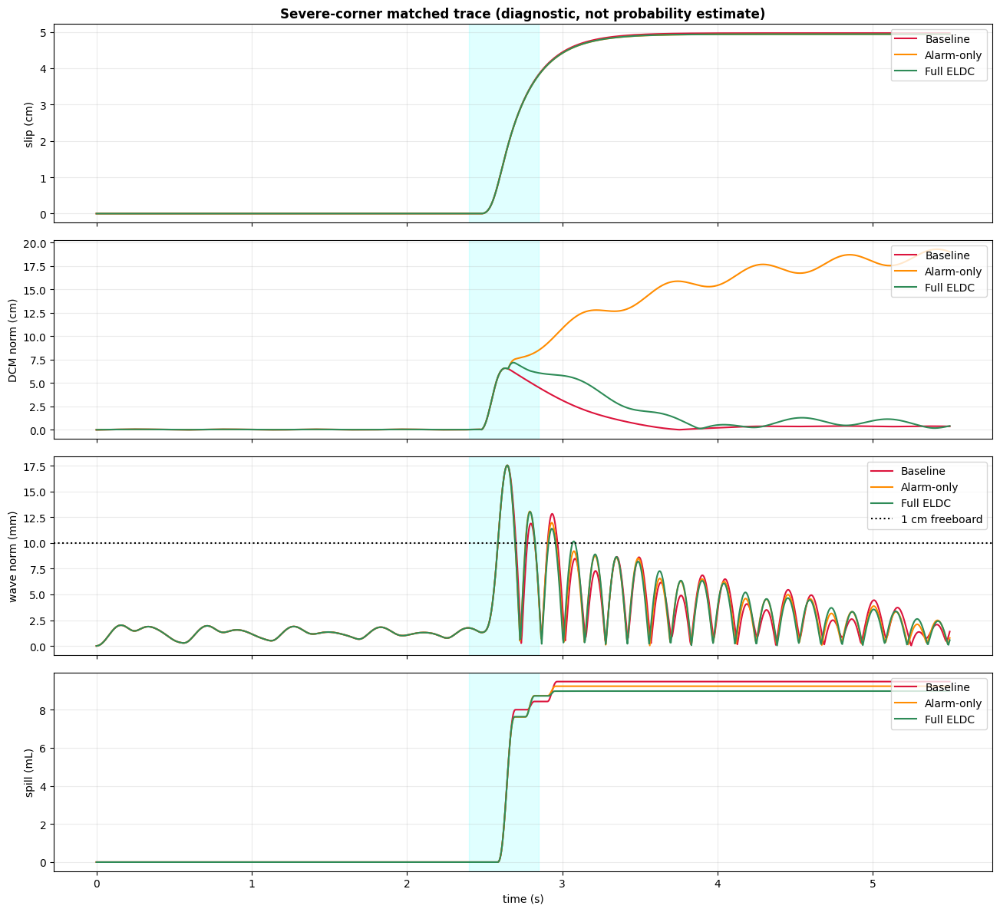 Severe-corner matched trace (diagnostic, not probability estimate)
slip (cm)
5
4
3
2
1
0
Baseline
Alarm-only
Full ELDC
DCM norm (cm)
20.0
17.5
15.0
12.5
10.0
7.5
5.0
2.5
0.0
Baseline
Alarm-only
Full ELDC
wave norm (mm)
17.5
15.0
12.5
10.0
7.5
5.0
2.5
0.0
Baseline
Alarm-only
Full ELDC
1 cm freeboard
spill (mL)
8
6
4
2
0
Baseline
Alarm-only
Full ELDC
0 1 2 3 4 5
time (s)